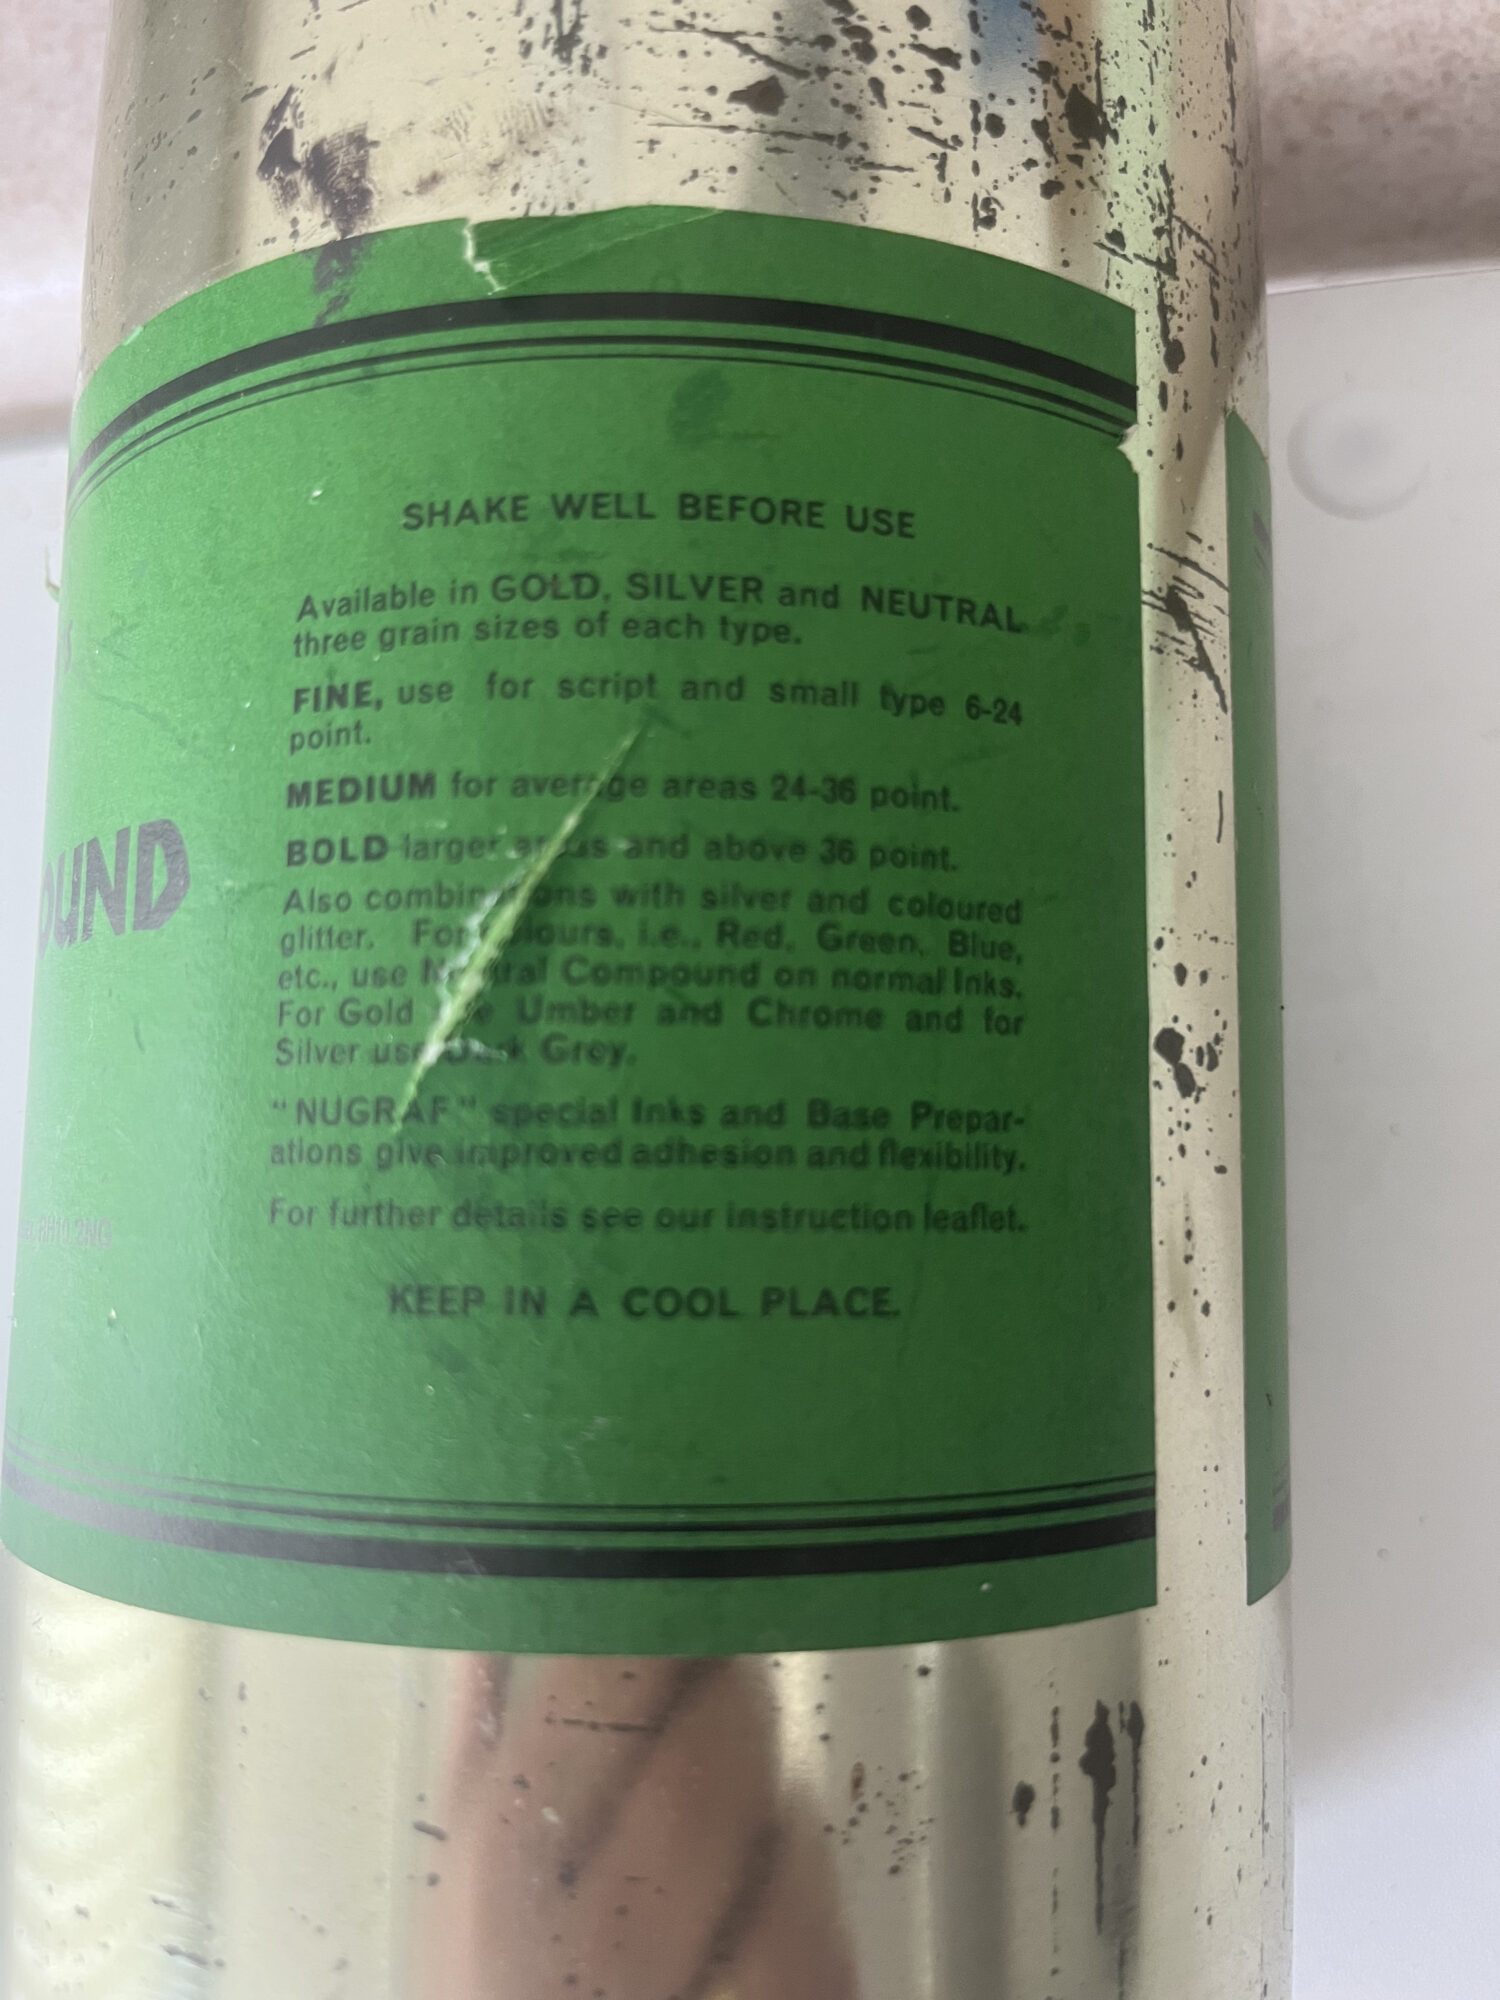 SHAKE WELL BEFORE USE
Available in GOLD, SILVER and NEUTRAL
three grain sizes of each type.
FINE, use for script and small type 6-24
point.
MEDIUM for average areas 24-36 point.
BOLD larger areas and above 36 point.
Also combinations with silver and coloured
glitter. For colours, i.e., Red, Green, Blue,
etc., use Neutral Compound on normal Inks.
For Gold use Umber and Chrome and for
Silver use Dark Grey.
"NUGRAF" special Inks and Base Prepar-
ations give improved adhesion and flexibility.
For further details see our instruction leaflet.
KEEP IN A COOL PLACE.
OUND
RH10 2NQ